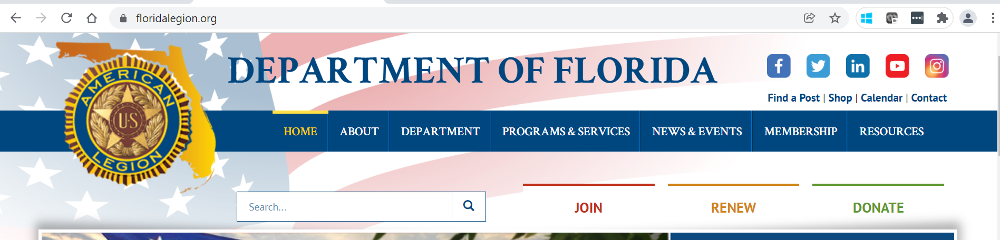 floridalegion.org
DEPARTMENT OF FLORIDA
AMERICAN
U.S
LEGION
Find a Post | Shop | Calendar | Contact
HOME ABOUT DEPARTMENT PROGRAMS & SERVICES NEWS & EVENTS MEMBERSHIP RESOURCES
Search...
JOIN RENEW DONATE